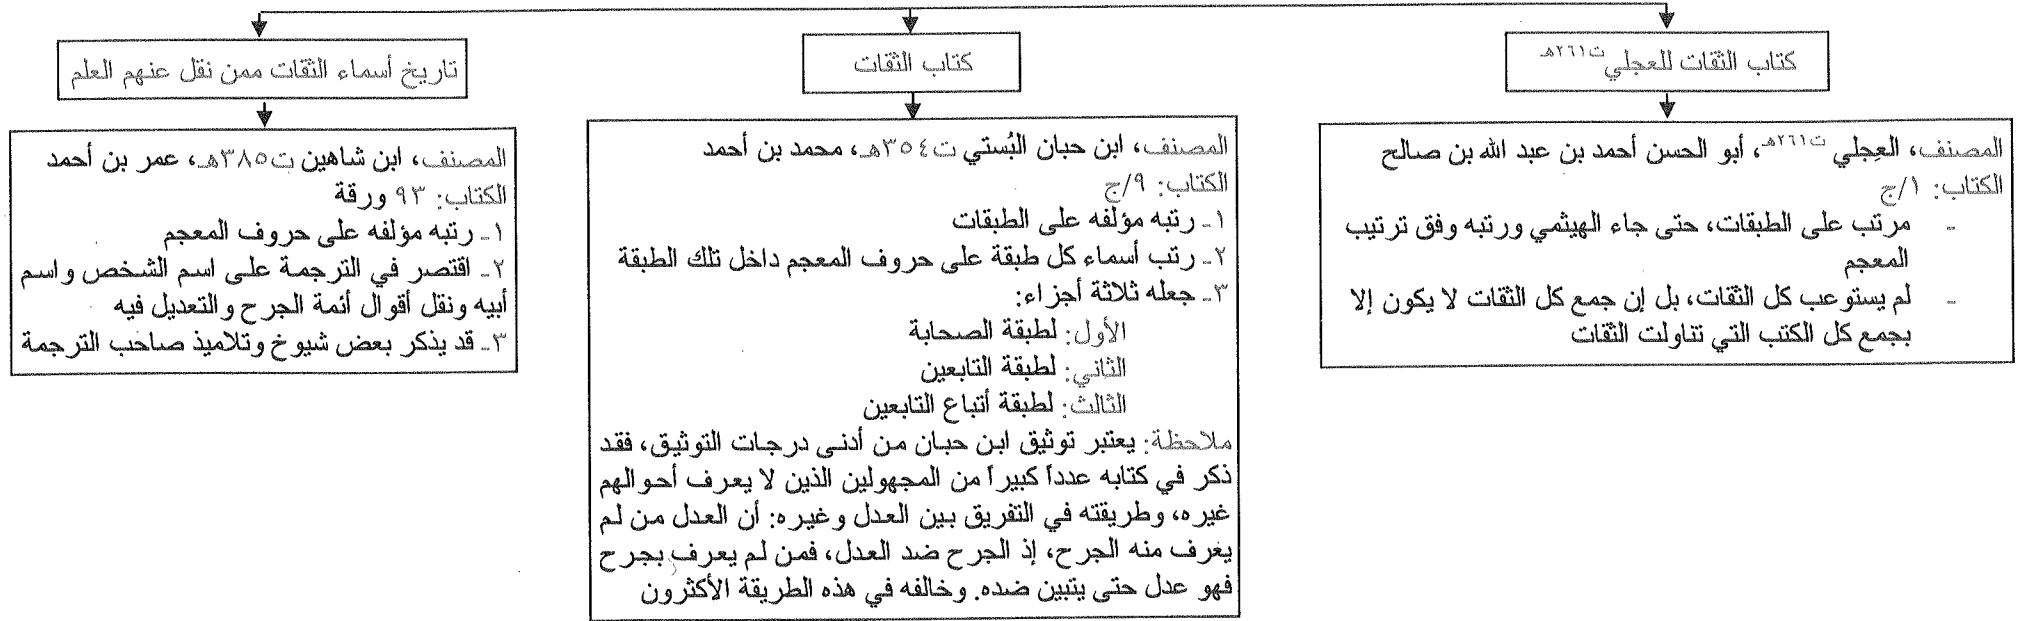 كتاب الثقات للعجلي ت٢٦١هـ
المصنف، العِجلي ت٢٦١هـ، أبو الحسن أحمد بن عبد الله بن صالح
الكتاب: ١/ج
- مرتب على الطبقات، حتى جاء الهيثمي ورتبه وفق ترتيب
المعجم
- لم يستوعب كل الثقات، بل إن جمع كل الثقات لا يكون إلا
بجمع كل الكتب التي تناولت الثقات
كتاب الثقات
المصنف، ابن حبان البُستي ت٣٥٤هـ، محمد بن أحمد
الكتاب: ٩/ج
١- رتبه مؤلفه على الطبقات
٢- رتب أسماء كل طبقة على حروف المعجم داخل تلك الطبقة
٣- جعله ثلاثة أجزاء:
الأول: لطبقة الصحابة
الثاني: لطبقة التابعين
الثالث: لطبقة أتباع التابعين
ملاحظة: يعتبر توثيق ابن حبان من أدنى درجات التوثيق، فقد
ذكر في كتابه عدداً كبيراً من المجهولين الذين لا يعرف أحوالهم
غيره، وطريقته في التفريق بين العدل وغيره: أن العدل من لم
يعرف منه الجرح، إذ الجرح ضد العدل، فمن لم يعرف بجرح
فهو عدل حتى يتبين ضده. وخالفه في هذه الطريقة الأكثرون
تاريخ أسماء الثقات ممن نقل عنهم العلم
المصنف، ابن شاهين ت٣٨٥هـ، عمر بن أحمد
الكتاب: ٩٣ ورقة
١- رتبه مؤلفه على حروف المعجم
٢- اقتصر في الترجمة على اسم الشخص واسم
أبيه ونقل أقوال أئمة الجرح والتعديل فيه
٣- قد يذكر بعض شيوخ وتلاميذ صاحب الترجمة